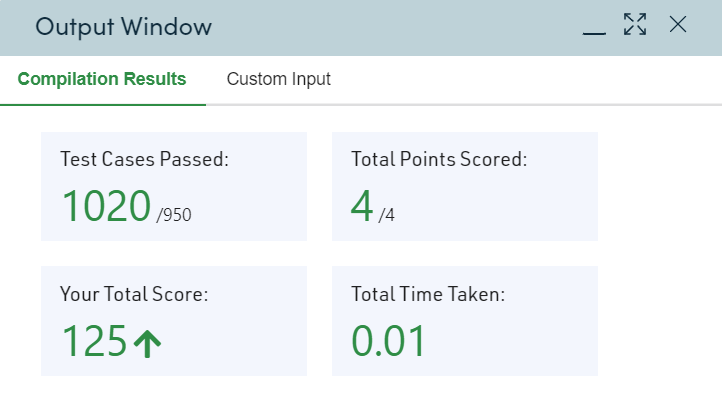 Output Window
Compilation Results Custom Input
Test Cases Passed: Total Points Scored:
1020 /950 4 /4
Your Total Score: Total Time Taken:
125 0.01